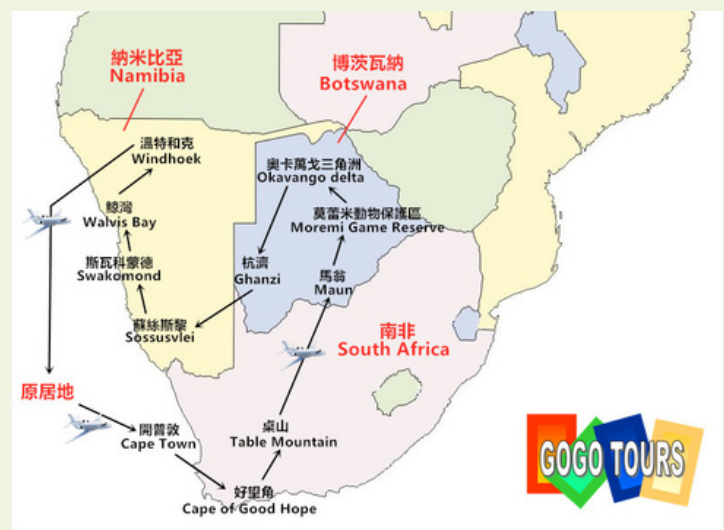 納米比亞
Namibia
博茨瓦納
Botswana
溫特和克
Windhoek
奧卡萬戈三角洲
Okavango delta
鯨灣
Walvis Bay
莫蕾米動物保護區
Moremi Game Reserve
斯瓦科蒙德
Swakomond
杭濟
Ghanzi
馬翁
Maun
蘇絲斯黎
Sossusvlei
南非
South Africa
原居地
開普敦
Cape Town
桌山
Table Mountain
好望角
Cape of Good Hope
GOGO TOURS